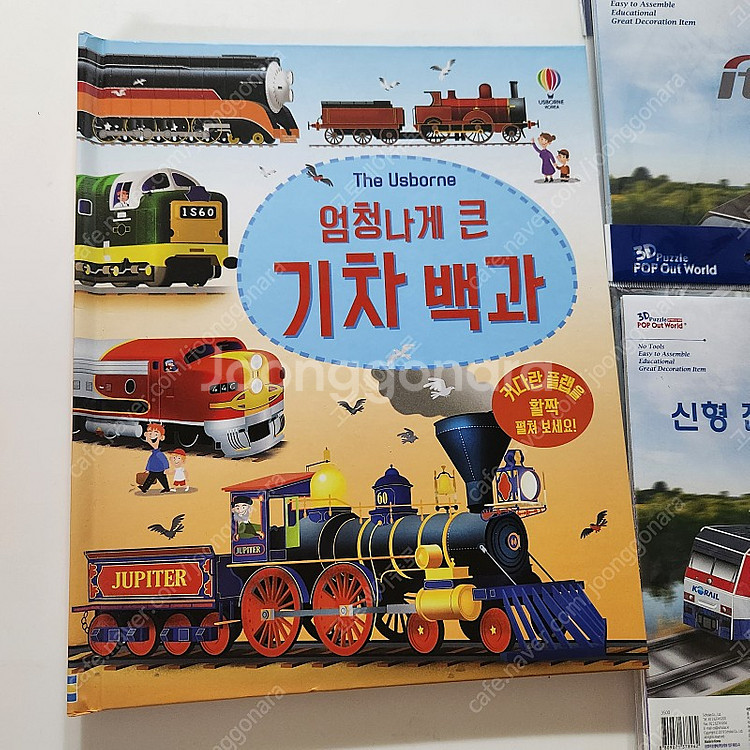 USBORNE
KOREA
The Usborne
엄청나게 큰
기차 백과
1S60
커다란 플랩을
활짝
펼쳐 보세요!
60
JUPITER
JUPITER
Easy to Assemble
Educational
Great Decoration Item
3D Puzzle
POP Out World
3D Puzzle
POP Out World
No Tools
Easy to Assemble
Educational
Great Decoration Item
신형
KORAIL
Joonggonara